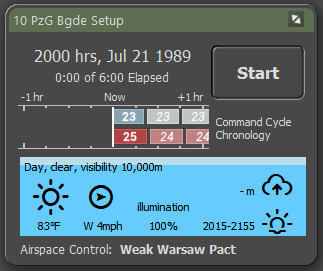 10 PzG Bgde Setup
2000 hrs, Jul 21 1989
0:00 of 6:00 Elapsed
Start
-1 hr Now +1 hr
23 23 23
25 24 24
Command Cycle
Chronology
Day, clear, visibility 10,000m
- m
illumination
83ºF W 4mph 100% 2015-2155
Airspace Control: Weak Warsaw Pact